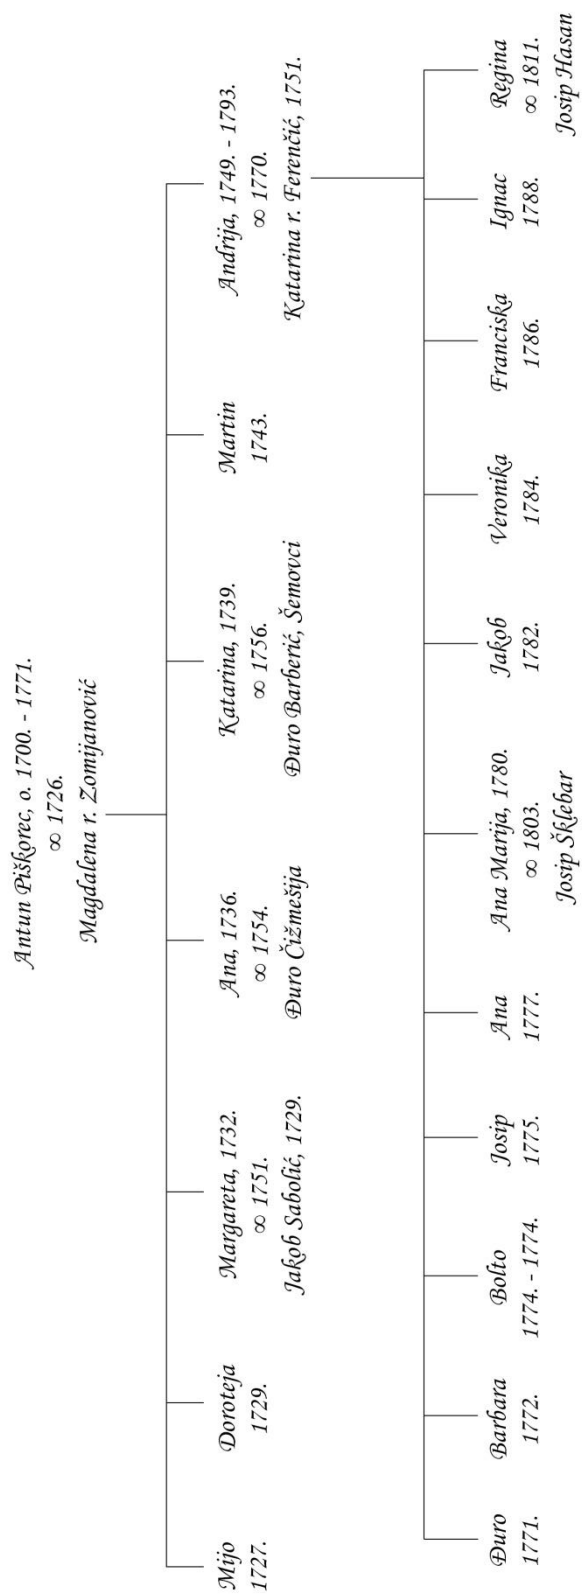 Antun Piškorec, o. 1700. - 1771.
∞ 1726.
Magdalena r. Zomijanović
Mijo
1727.
Doroteja
1729.
Margareta, 1732.
∞ 1751.
Jakob Sabolić, 1729.
Ana, 1736.
∞ 1754.
Đuro Čižmešija
Katarina, 1739.
∞ 1756.
Đuro Barberić, Šemovci
Martin
1743.
Andrija, 1749. - 1793.
∞ 1770.
Katarina r. Ferenčić, 1751.
Đuro
1771.
Barbara
1772.
Bolto
1774. - 1774.
Josip
1775.
Ana
1777.
Ana Marija, 1780.
∞ 1803.
Josip Šklebar
Jakob
1782.
Veronika
1784.
Franciska
1786.
Ignac
1788.
Regina
∞ 1811.
Josip Hasan